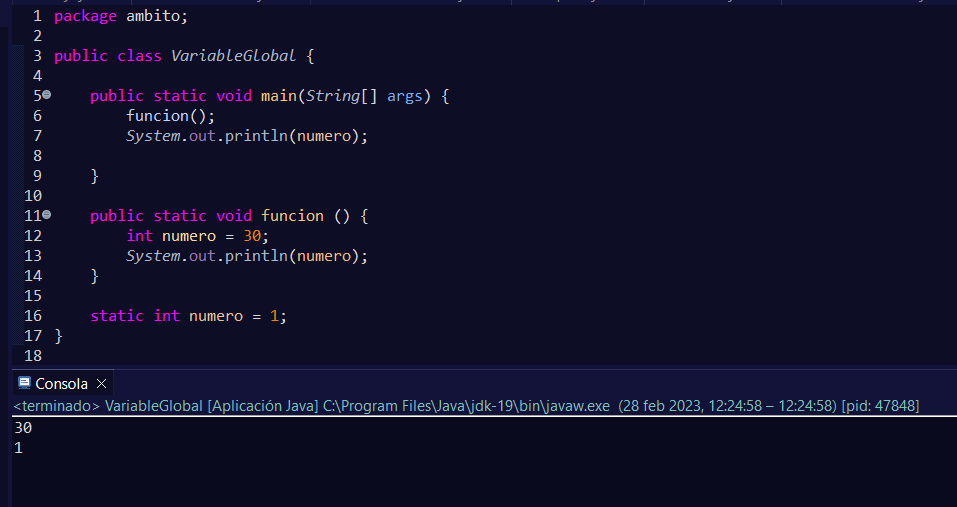 1 package ambito;
2
3 public class VariableGlobal {
4
5 public static void main(String[] args) {
6 funcion();
7 System.out.println(numero);
8
9 }
10
11 public static void funcion () {
12 int numero = 30;
13 System.out.println(numero);
14 }
15
16 static int numero = 1;
17 }
18
Consola
<terminado> VariableGlobal [Aplicación Java] C:\Program Files\Java\jdk-19\bin\javaw.exe (28 feb 2023, 12:24:58 – 12:24:58) [pid: 47848]
30
1